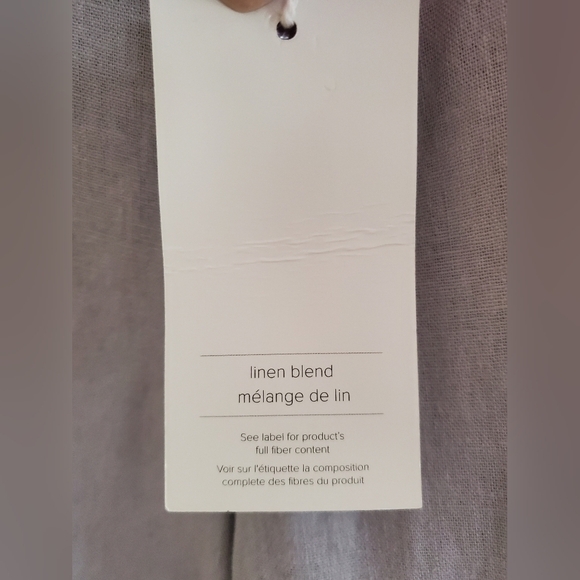 linen blend
mélange de lin
See label for product's
full fiber content
Voir sur l'étiquette la composition
complete des fibres du produit